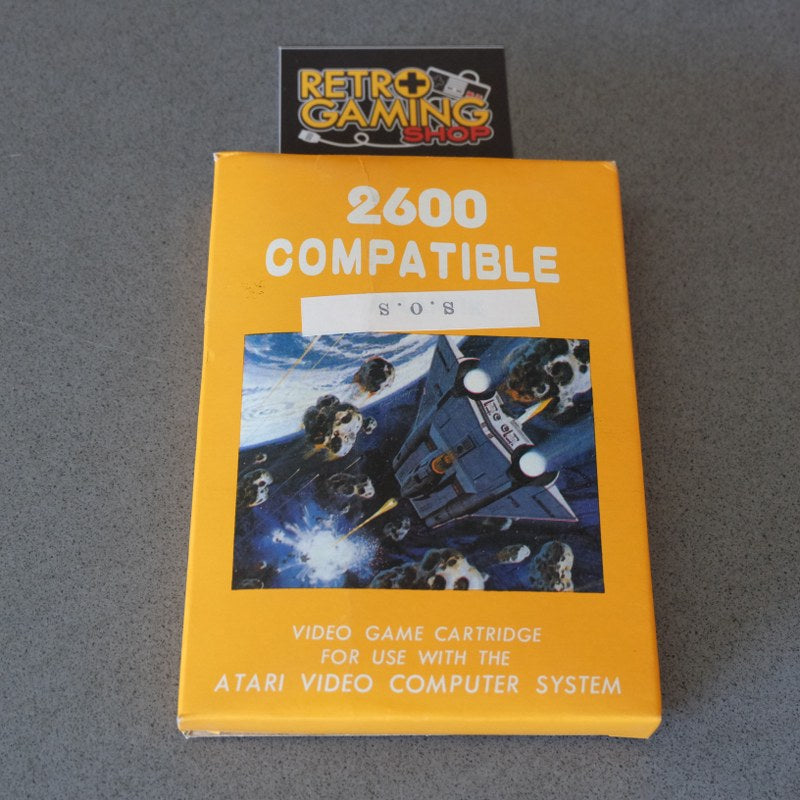 RETRO
GAMING
SHOP
2600
COMPATIBLE
S.O.S
VIDEO GAME CARTRIDGE
FOR USE WITH THE
ATARI VIDEO COMPUTER SYSTEM